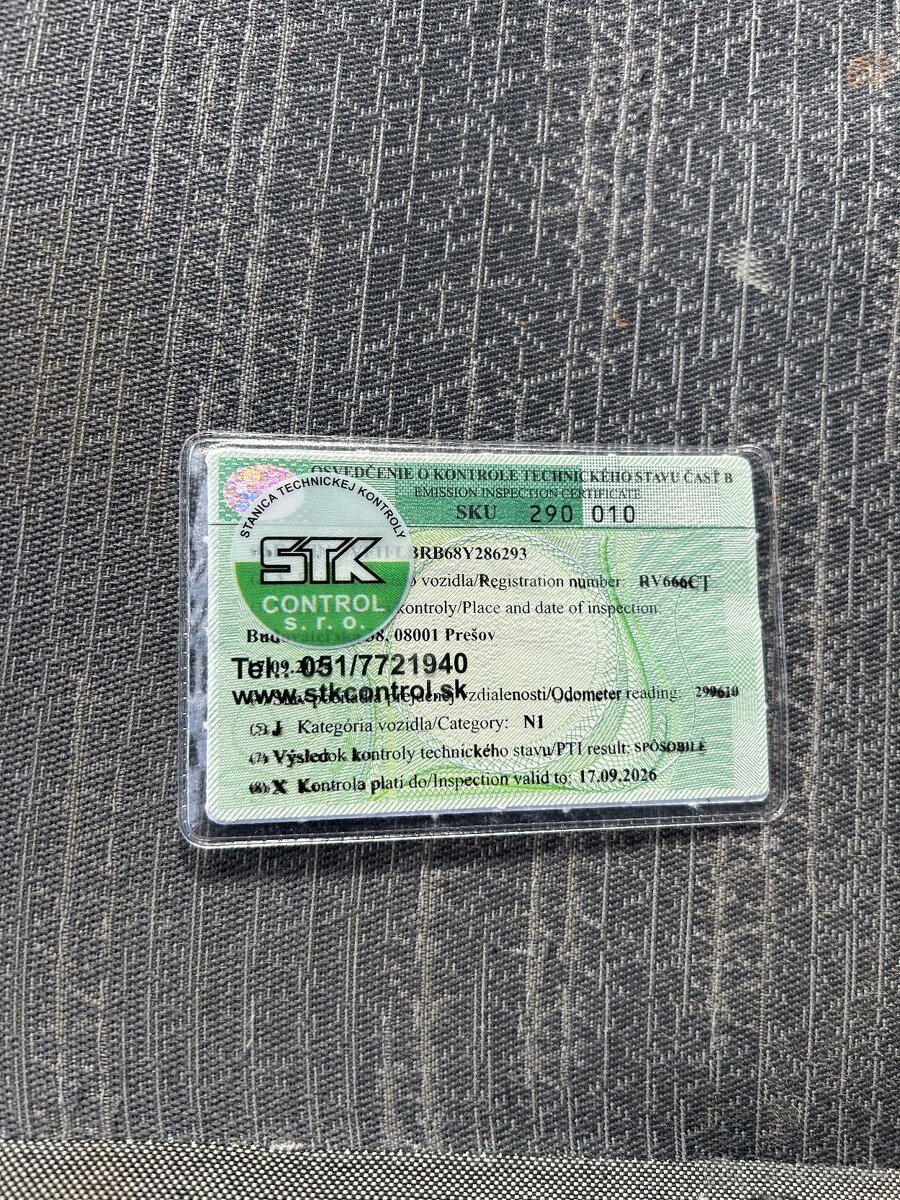 OSVEDČENIE O KONTROLE TECHNICKÉHO STAVU ČASŤ B
EMISSION INSPECTION CERTIFICATE
SKU 290 010
STANICA TECHNICKEJ KONTROLY
STK
CONTROL
s. r. o.
BRB68Y286293
vozidla/Registration number: RV666CT
kontroly/Place and date of inspection:
08001 Prešov
Tel.: 051/7721940
www.stkcontrol.sk
prejdenej vzdialenosti/Odometer reading:
(5) J Kategória vozidla/Category: N1
(7) Výsledok kontroly technického stavu/PTI result: SPÔSOBILÉ
(8) X Kontrola platí do/Inspection valid to: 17.09.2026